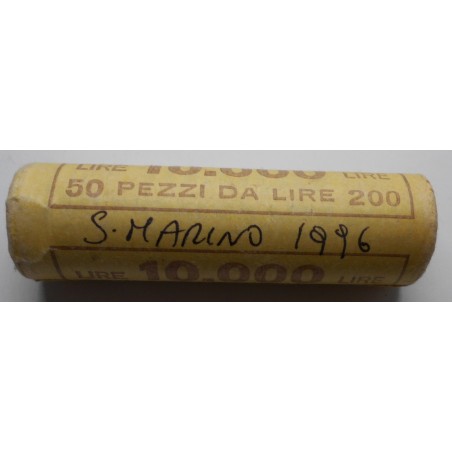 LIRE 10.000 LIRE
50 PEZZI DA LIRE 200
S. MARINO 1996
LIRE 10.000 LIRE